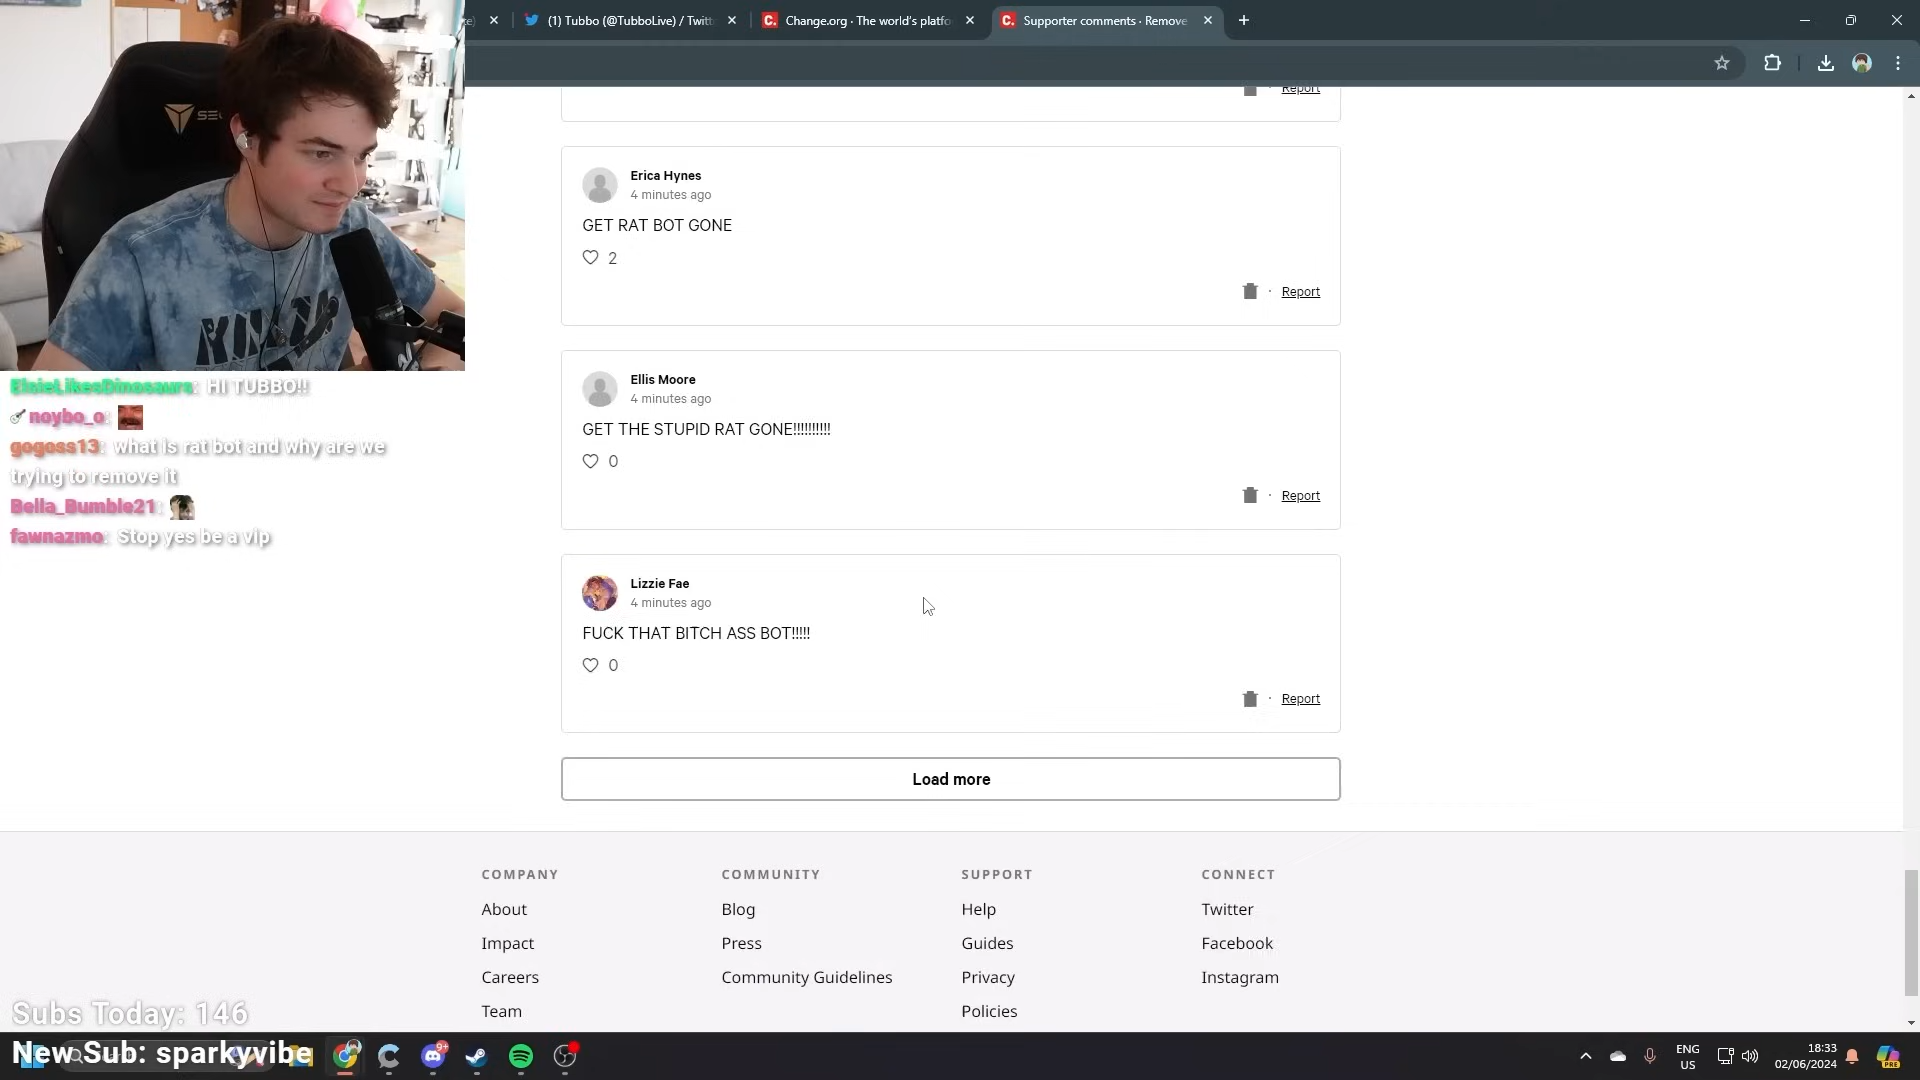 (1) Tubbo (@TubboLive) / Twitt
Change.org · The world's platfo
Supporter comments · Remove
Report
Erica Hynes
4 minutes ago
GET RAT BOT GONE
2
Report
Ellis Moore
4 minutes ago
GET THE STUPID RAT GONE!!!!!!!!!!
0
Report
Lizzie Fae
4 minutes ago
FUCK THAT BITCH ASS BOT!!!!!
0
Report
Load more
ElsieLikesDinosaurs: HI TUBBO!!
noybo_o:
gogoss13: what is rat bot and why are we
trying to remove it
Bella_Bumble21:
fawnazmo: Stop yes be a vip
COMPANY
About
Impact
Careers
Team
COMMUNITY
Blog
Press
Community Guidelines
SUPPORT
Help
Guides
Privacy
Policies
CONNECT
Twitter
Facebook
Instagram
Subs Today: 146
New Sub: sparkyvibe
9+
ENG
US
18:33
02/06/2024
PRE